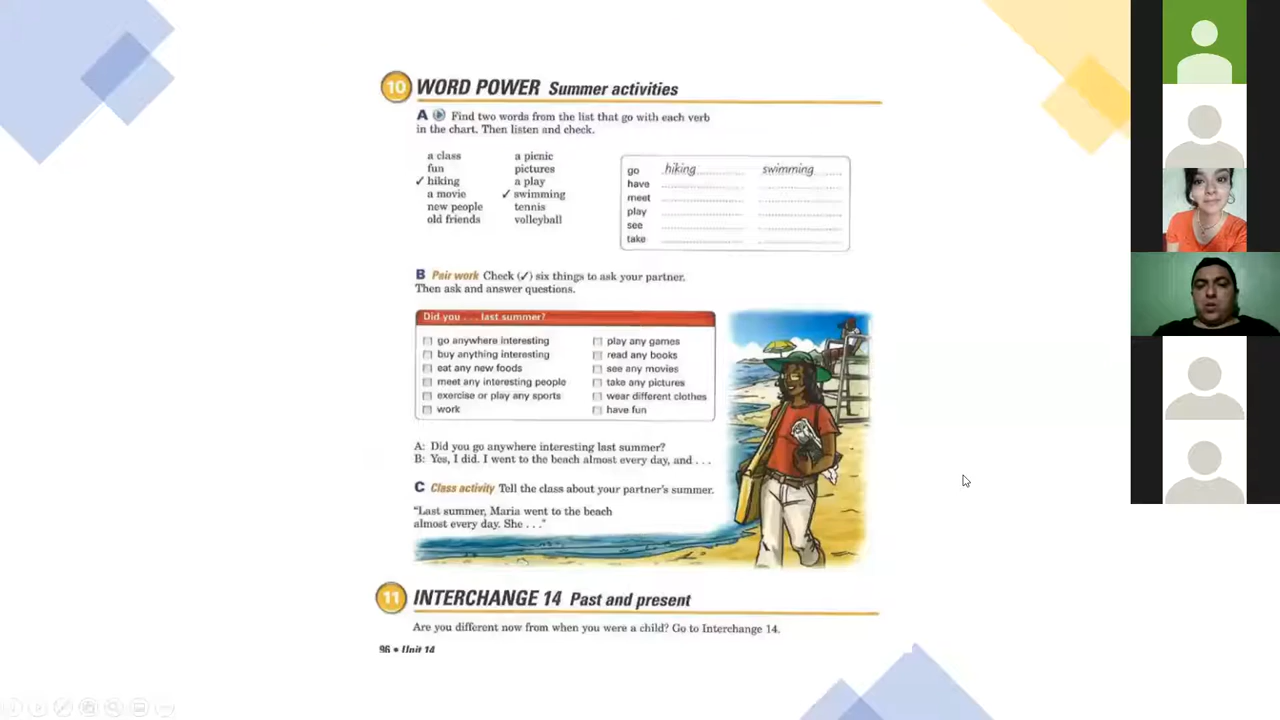 10 WORD POWER Summer activities
A Find two words from the list that go with each verb
in the chart. Then listen and check.
a class
fun
✓ hiking
a movie
new people
old friends
a picnic
pictures
a play
✓ swimming
tennis
volleyball
go hiking swimming
have
meet
play
see
take
B Pair work Check (✓) six things to ask your partner.
Then ask and answer questions.
Did you . . . last summer?
go anywhere interesting
buy anything interesting
eat any new foods
meet any interesting people
exercise or play any sports
work
play any games
read any books
see any movies
take any pictures
wear different clothes
have fun
A: Did you go anywhere interesting last summer?
B: Yes, I did. I went to the beach almost every day, and . . .
C Class activity Tell the class about your partner's summer.
"Last summer, Maria went to the beach
almost every day. She . . ."
11 INTERCHANGE 14 Past and present
Are you different now from when you were a child? Go to Interchange 14.
96 • Unit 14